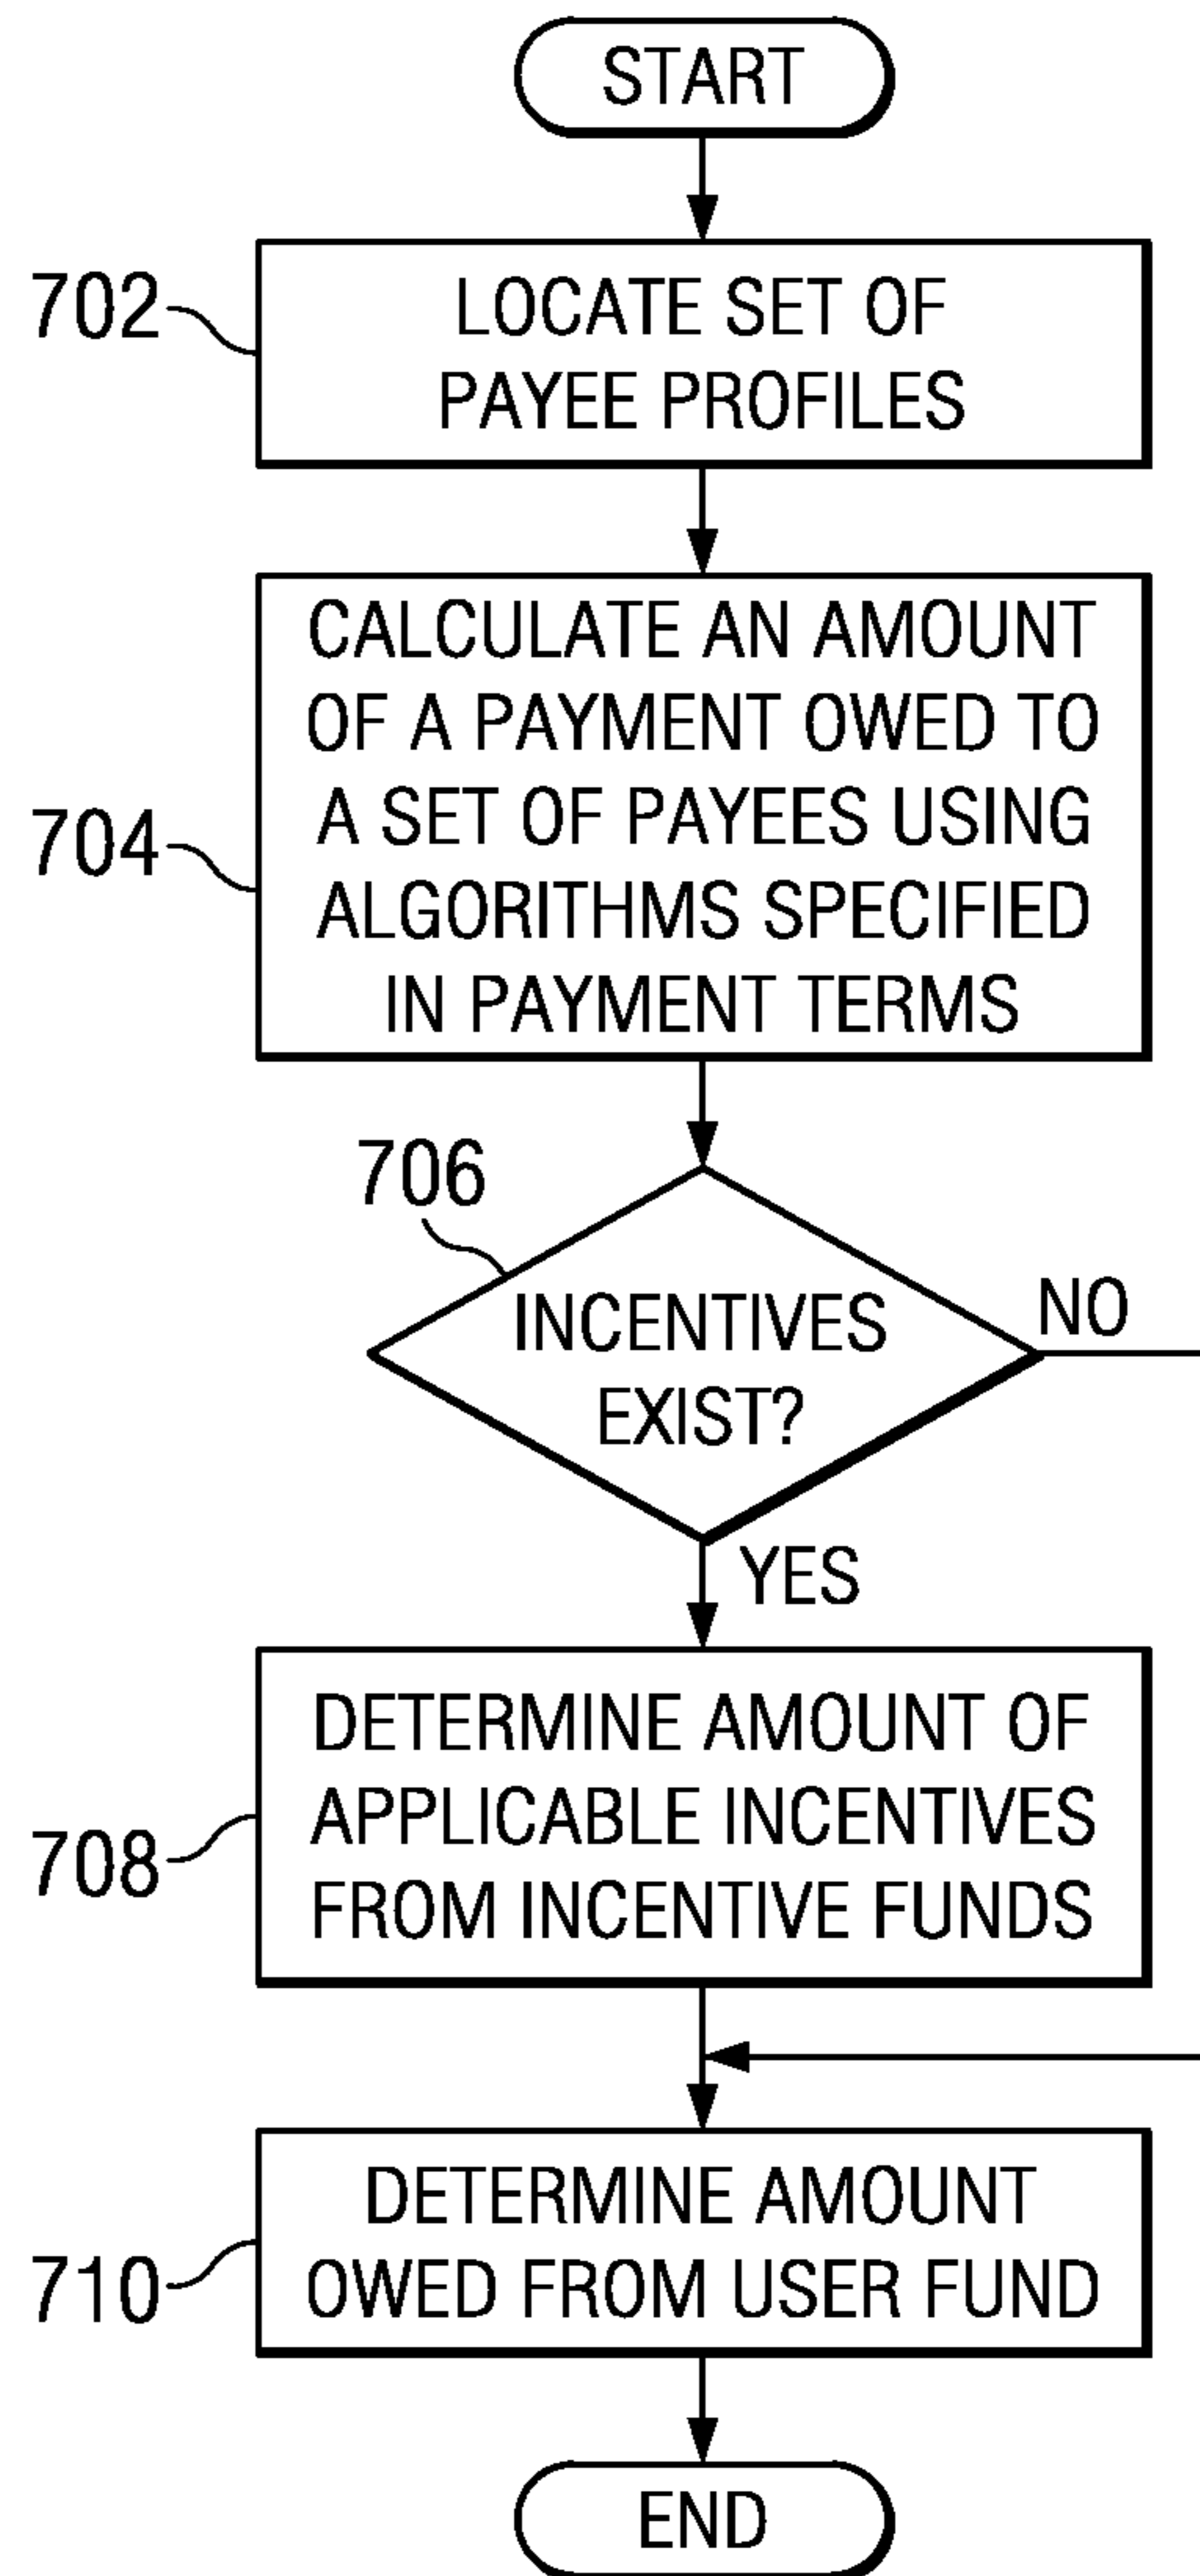 START
702
LOCATE SET OF
PAYEE PROFILES
704
CALCULATE AN AMOUNT
OF A PAYMENT OWED TO
A SET OF PAYEES USING
ALGORITHMS SPECIFIED
IN PAYMENT TERMS
706
INCENTIVES
EXIST?
NO
YES
708
DETERMINE AMOUNT OF
APPLICABLE INCENTIVES
FROM INCENTIVE FUNDS
710
DETERMINE AMOUNT
OWED FROM USER FUND
END